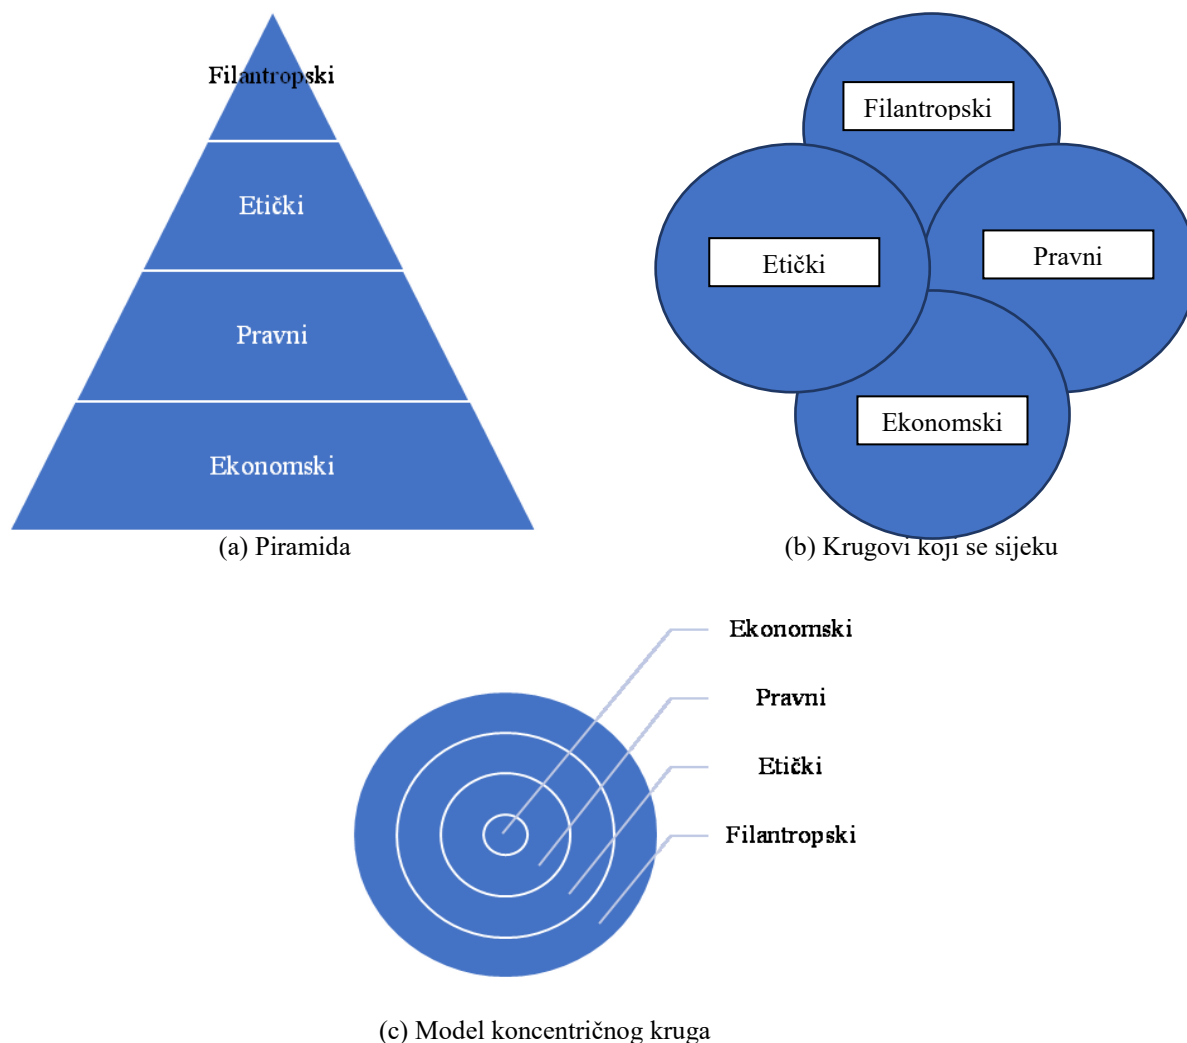 Filantropski
Etički
Pravni
Ekonomski
(a) Piramida
Filantropski
Etički
Pravni
Ekonomski
(b) Krugovi koji se sijeku
Ekonomski
Pravni
Etički
Filantropski
(c) Model koncentričnog kruga